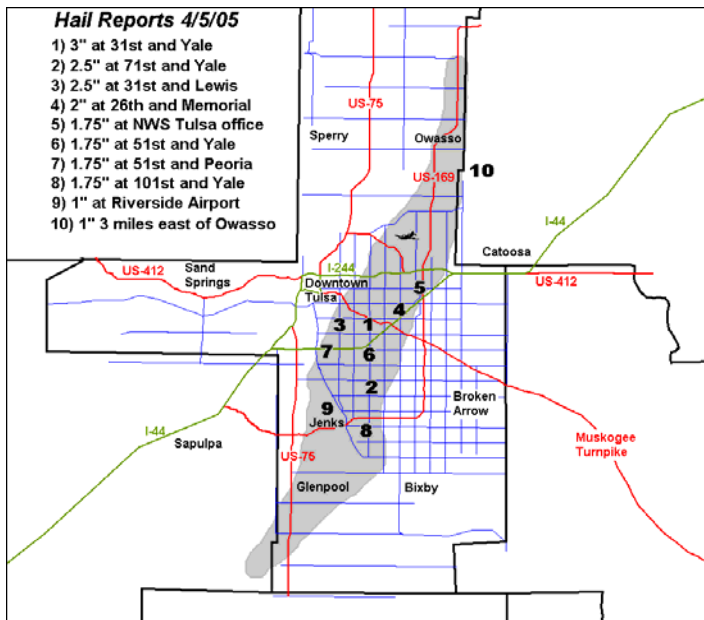 Hail Reports 4/5/05
1) 3" at 31st and Yale
2) 2.5" at 71st and Yale
3) 2.5" at 31st and Lewis
4) 2" at 26th and Memorial
5) 1.75" at NWS Tulsa office
6) 1.75" at 51st and Yale
7) 1.75" at 51st and Peoria
8) 1.75" at 101st and Yale
9) 1" at Riverside Airport
10) 1" 3 miles east of Owasso
US-75
Sperry
Owasso
10
US-169
I-44
Catoosa
US-412
Sand
Springs
I-244
US-412
Downtown
Tulsa
5
4
3
1
7
6
2
Broken
Arrow
9
Jenks
8
I-44
Sapulpa
US-75
Muskogee
Turnpike
Glenpool
Bixby